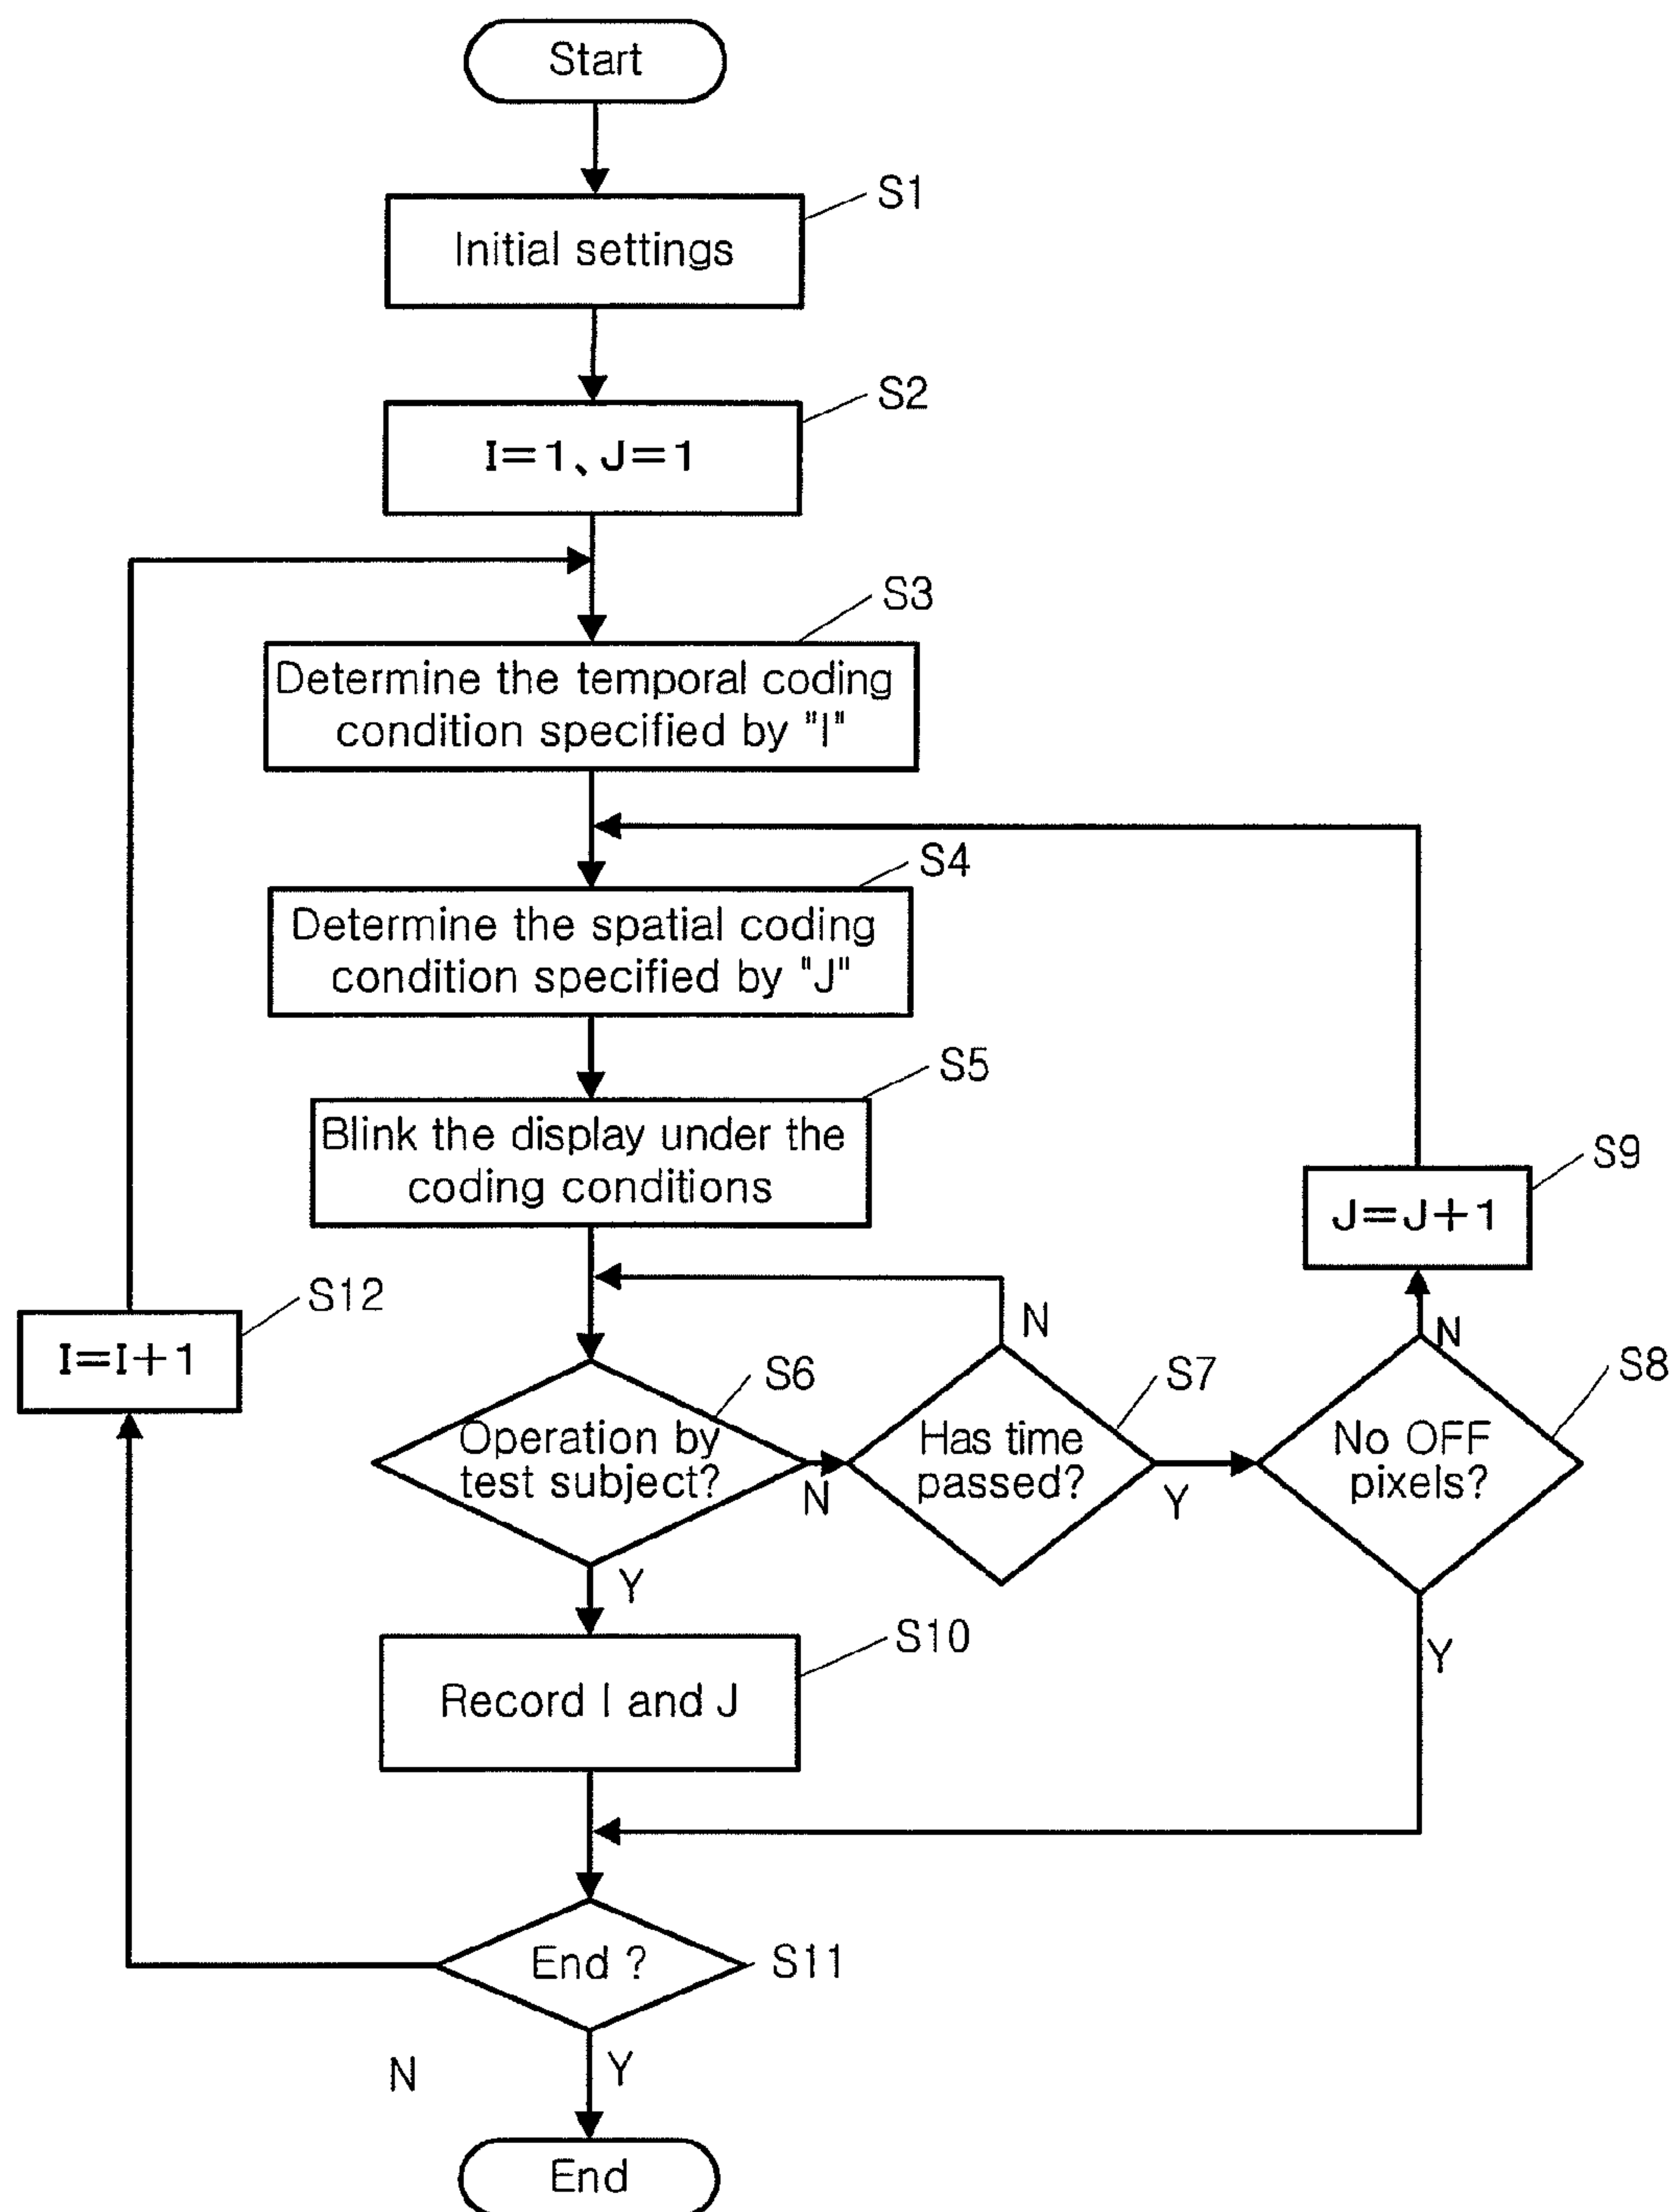 Start
S1
Initial settings
S2
I=1、J=1
S3
Determine the temporal coding
condition specified by "I"
S4
Determine the spatial coding
condition specified by "J"
S5
Blink the display under the
coding conditions
S9
J=J+1
S12
I=I+1
N
N
S6
S7
S8
Operation by
test subject?
N
Has time
passed?
Y
No OFF
pixels?
Y
S10
Record I and J
Y
End ?
S11
N
Y
End